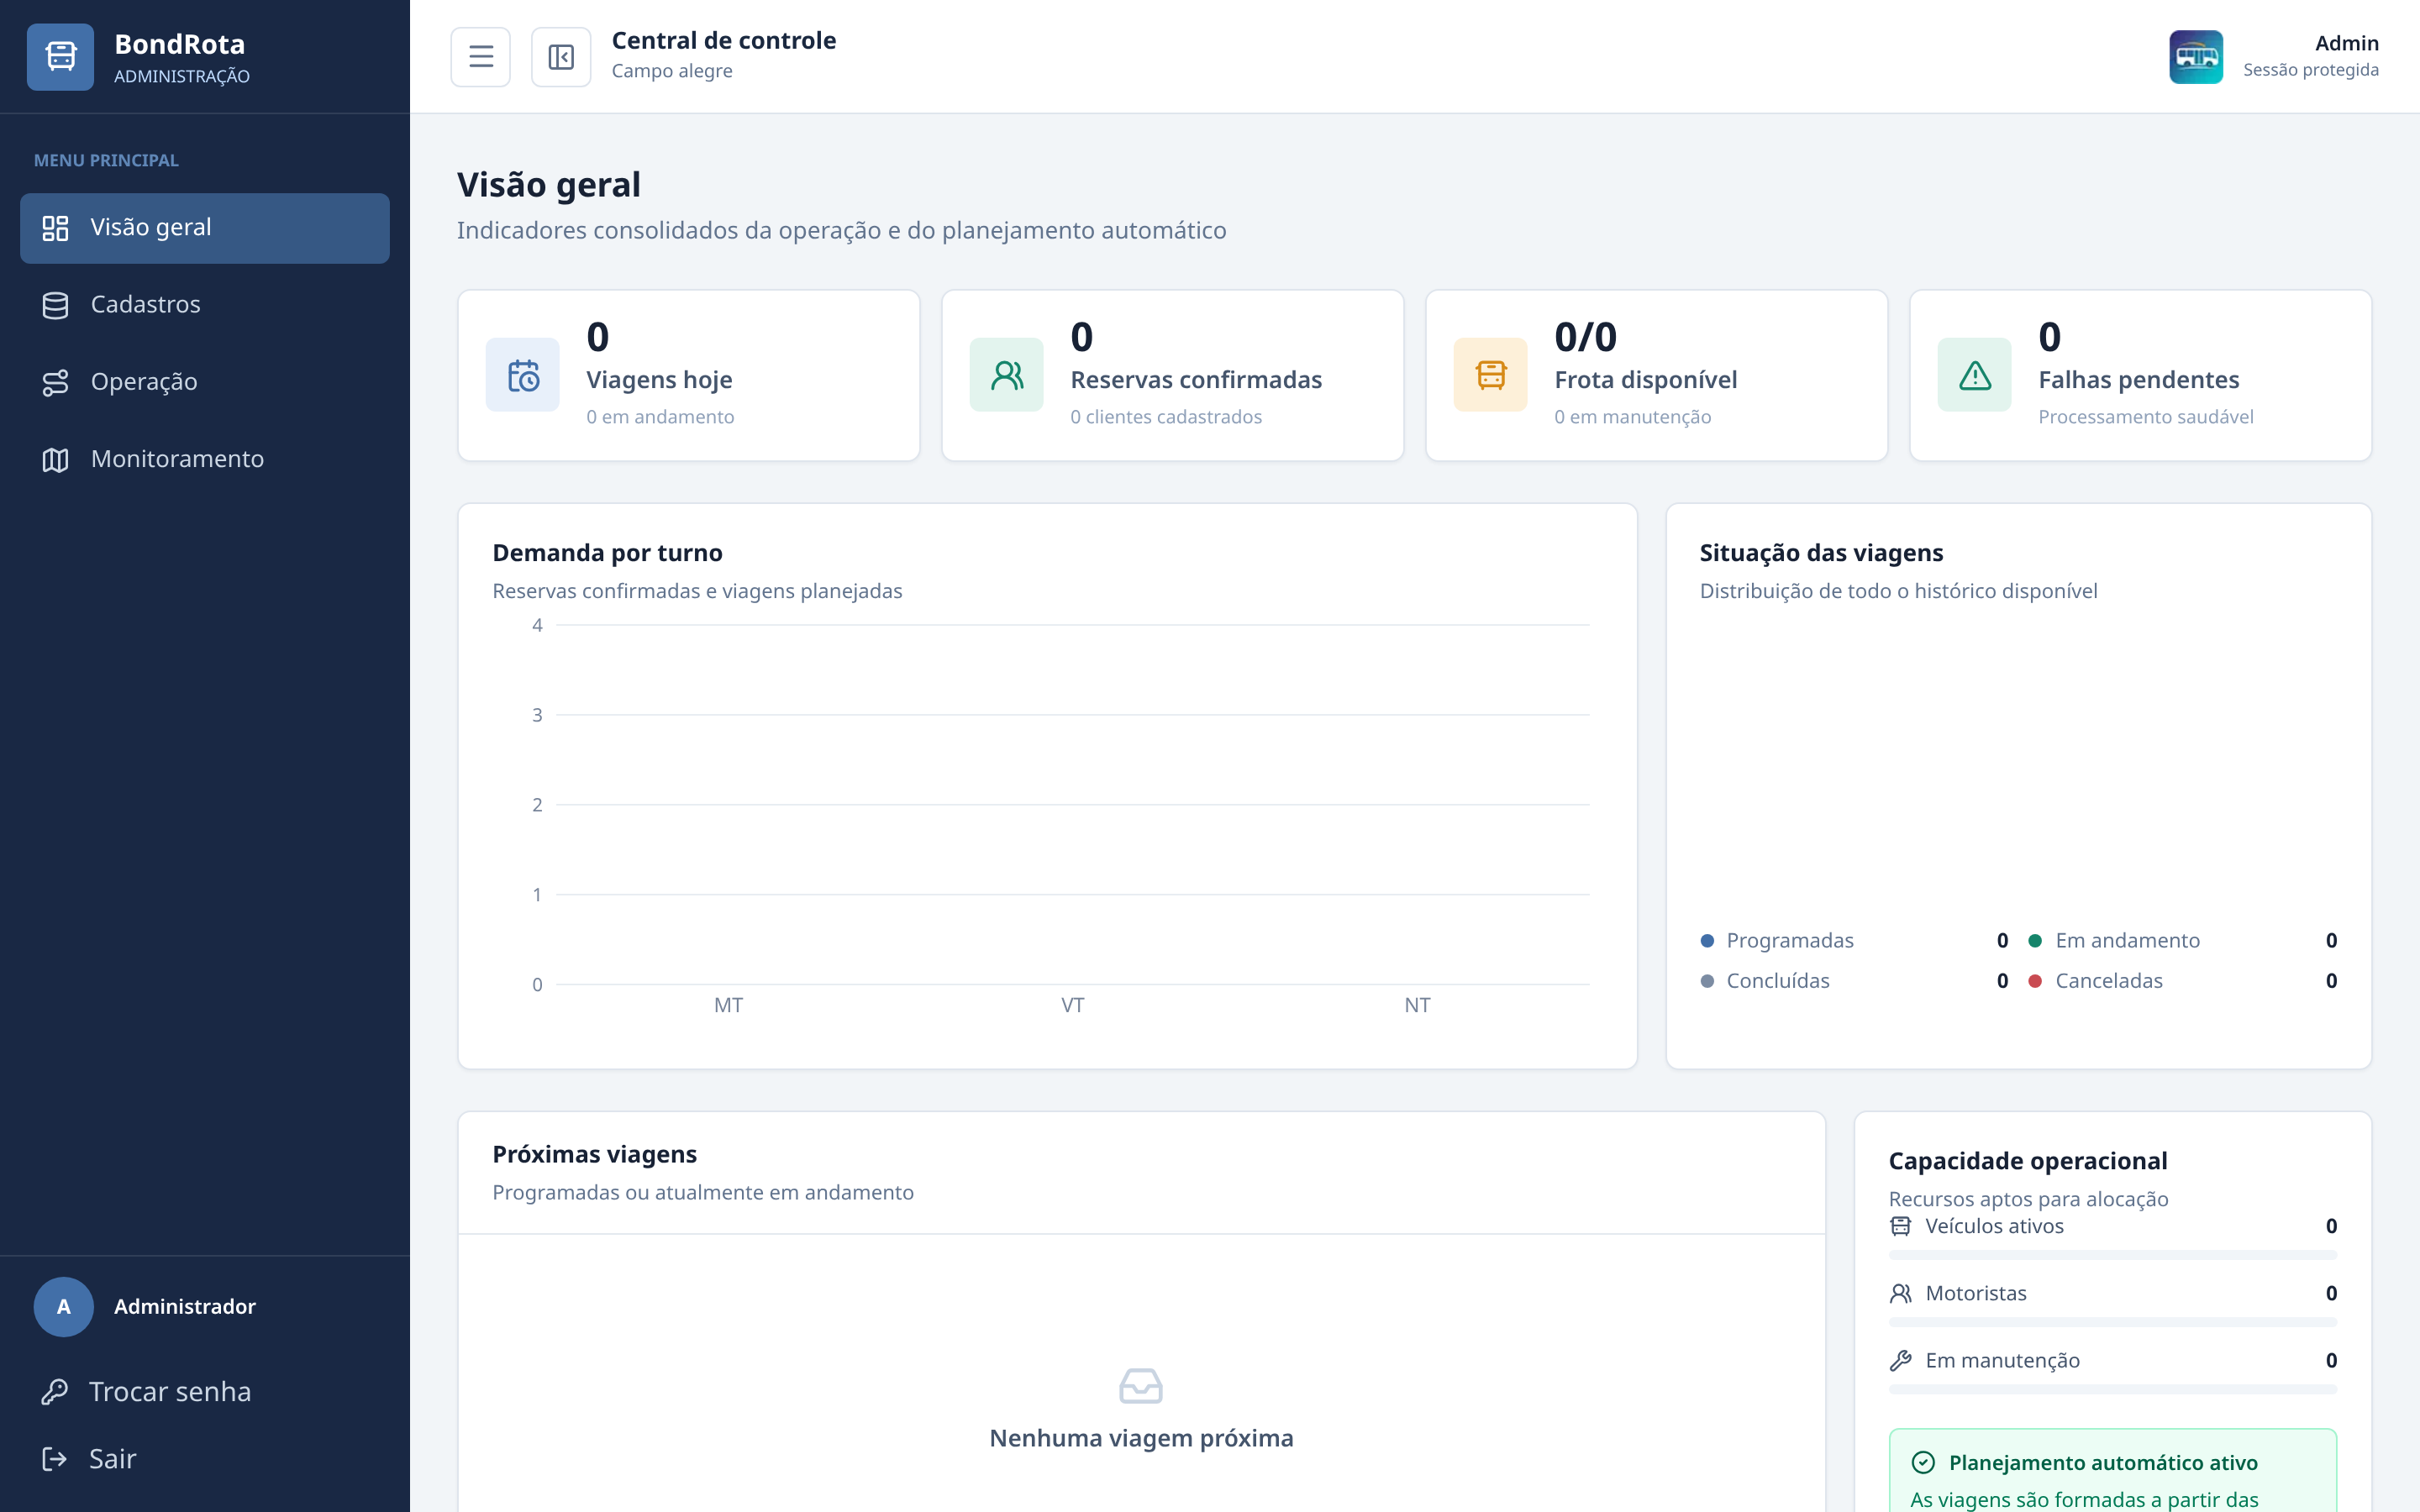 BondRota
ADMINISTRAÇÃO
MENU PRINCIPAL
Visão geral
Cadastros
Operação
Monitoramento
A
Administrador
Trocar senha
Sair
Central de controle
Campo alegre
Admin
Sessão protegida
Visão geral
Indicadores consolidados da operação e do planejamento automático
0
Viagens hoje
0 em andamento
0
Reservas confirmadas
0 clientes cadastrados
0/0
Frota disponível
0 em manutenção
0
Falhas pendentes
Processamento saudável
Demanda por turno
Reservas confirmadas e viagens planejadas
4
3
2
1
0
MT VT NT
Situação das viagens
Distribuição de todo o histórico disponível
Programadas 0 Em andamento 0
Concluídas 0 Canceladas 0
Próximas viagens
Programadas ou atualmente em andamento
Nenhuma viagem próxima
Capacidade operacional
Recursos aptos para alocação
Veículos ativos 0
Motoristas 0
Em manutenção 0
Planejamento automático ativo
As viagens são formadas a partir das